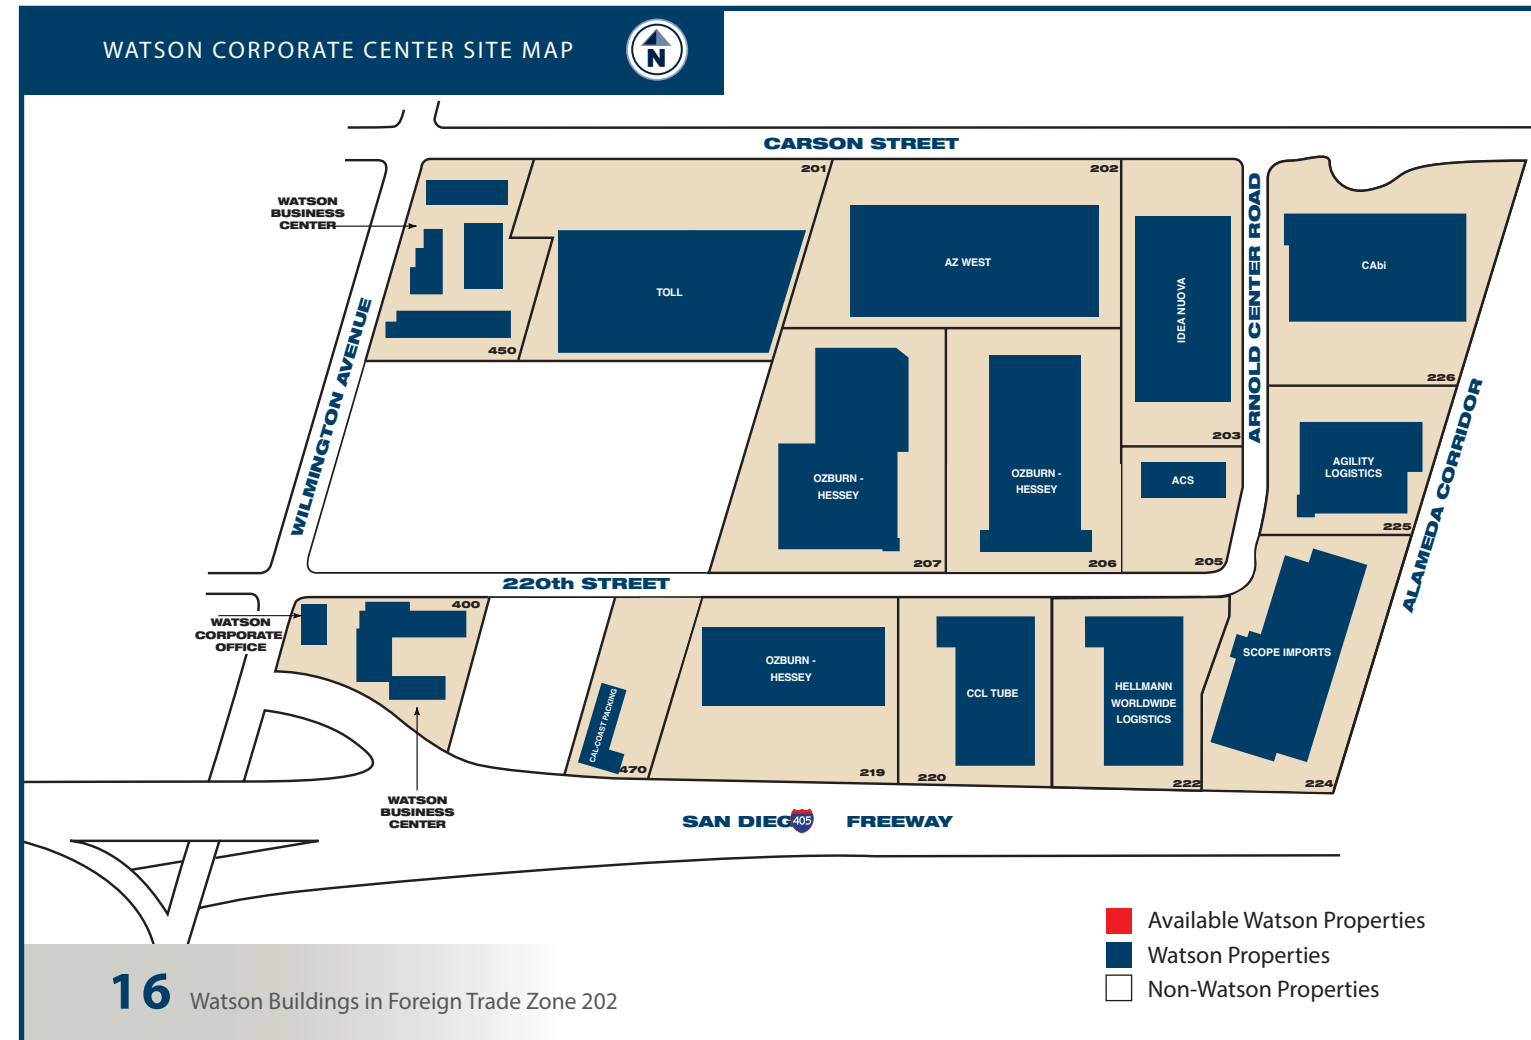 WATSON CORPORATE CENTER SITE MAP
N
CARSON STREET
201
202
WATSON
BUSINESS
CENTER
TOLL
AZ WEST
IDEA NUOVA
ARNOLD CENTER ROAD
CAbi
450
226
WILMINGTON AVENUE
203
ALAMEDA CORRIDOR
OZBURN -
HESSEY
OZBURN -
HESSEY
ACS
AGILITY
LOGISTICS
225
207
206
205
220th STREET
400
WATSON
CORPORATE
OFFICE
OZBURN -
HESSEY
CCL TUBE
HELLMANN
WORLDWIDE
LOGISTICS
SCOPE IMPORTS
CAL-COAST PACKING
470
219
220
222
224
WATSON
BUSINESS
CENTER
SAN DIEGO 405 FREEWAY
Available Watson Properties
Watson Properties
Non-Watson Properties
16 Watson Buildings in Foreign Trade Zone 202